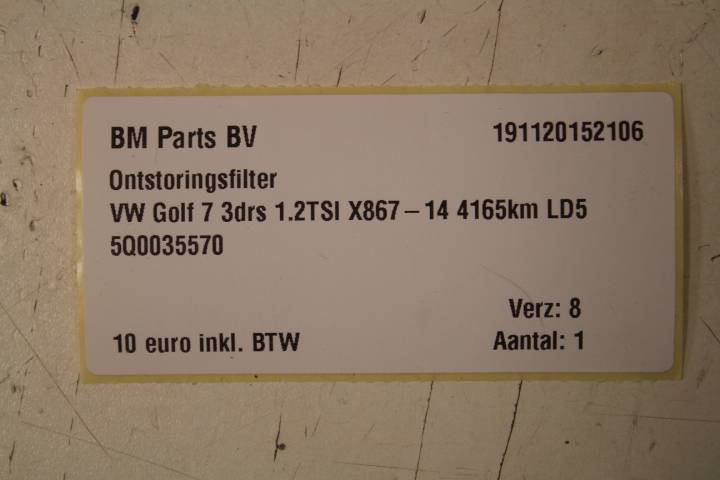 BM Parts BV 191120152106
Ontstoringsfilter
VW Golf 7 3drs 1.2TSI X867 – 14 4165km LD5
5Q0035570
Verz: 8
10 euro inkl. BTW Aantal: 1